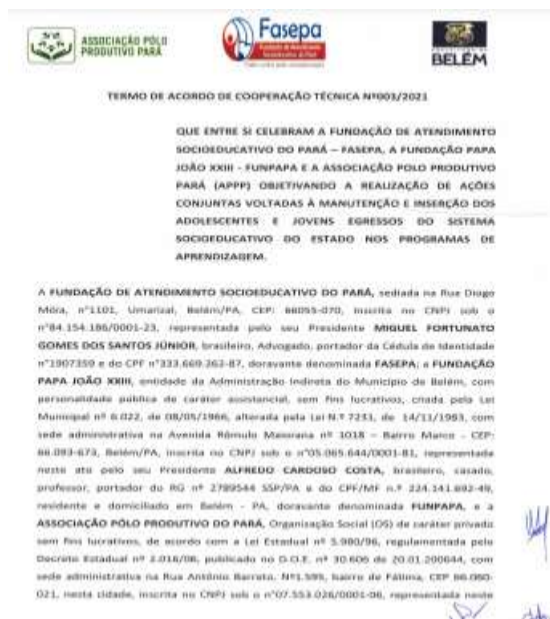 ASSOCIAÇÃO POLO
PRODUTIVO PARÁ
Fasepa
BELÉM
TERMO DE ACORDO DE COOPERAÇÃO TÉCNICA Nº003/2021
QUE ENTRE SI CELEBRAM A FUNDAÇÃO DE ATENDIMENTO
SOCIOEDUCATIVO DO PARÁ – FASEPA, A FUNDAÇÃO PAPA
JOÃO XXIII - FUNPAPA E A ASSOCIAÇÃO POLO PRODUTIVO
PARÁ (APPP) OBJETIVANDO A REALIZAÇÃO DE AÇÕES
CONJUNTAS VOLTADAS À MANUTENÇÃO E INSERÇÃO DOS
ADOLESCENTES E JOVENS EGRESSOS DO SISTEMA
SOCIOEDUCATIVO DO ESTADO NOS PROGRAMAS DE
APRENDIZAGEM.
A FUNDAÇÃO DE ATENDIMENTO SOCIOEDUCATIVO DO PARÁ, sediada na Rua Diogo
Móia, n°1101, Umarizal, Belém/PA, CEP: 66055-070, inscrita no CNPJ sob o
n°84.154.186/0001-23, representada pelo seu Presidente MIGUEL FORTUNATO
GOMES DOS SANTOS JÚNIOR, brasileiro, Advogado, portador da Cédula de Identidade
n°1907359 e do CPF n°333.669.262-87, doravante denominada FASEPA; a FUNDAÇÃO
PAPA JOÃO XXIII, entidade da Administração Indireta do Município de Belém, com
personalidade pública de caráter assistencial, sem fins lucrativos, criada pela Lei
Municipal nº 6.022, de 08/05/1966, alterada pela Lei N.º 7231, de 14/11/1983, com
sede administrativa na Avenida Rômulo Maiorana nº 1018 – Bairro Marco - CEP:
66.093-673, Belém/PA, inscrita no CNPJ sob o n°05.065.644/0001-81, representada
neste ato pelo seu Presidente ALFREDO CARDOSO COSTA, brasileiro, casado,
professor, portador do RG nº 2789544 SSP/PA e do CPF/MF n.º 224.141.692-49,
residente e domiciliado em Belém - PA, doravante denominada FUNPAPA, e a
ASSOCIAÇÃO PÓLO PRODUTIVO DO PARÁ, Organização Social (OS) de caráter privado
sem fins lucrativos, de acordo com a Lei Estadual nº 5.980/96, regulamentada pelo
Decreto Estadual nº 2.016/06, publicado no D.O.E. nº 30.606 de 20.01.200644, com
sede administrativa na Rua Antônio Barreto, Nº1.595, bairro de Fátima, CEP 66.060-
021, nesta cidade, inscrita no CNPJ sob o n°07.553.026/0001-06, representada neste